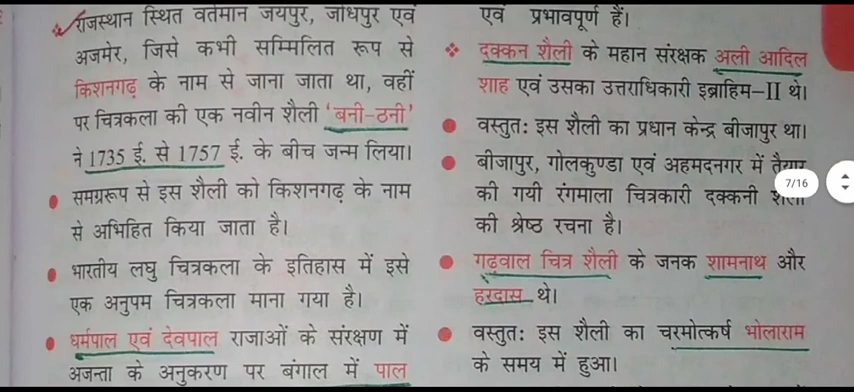 राजस्थान स्थित वर्तमान जयपुर, जोधपुर एवं
अजमेर, जिसे कभी सम्मिलित रूप से
किशनगढ़ के नाम से जाना जाता था, वहीं
पर चित्रकला की एक नवीन शैली 'बनी-ठनी'
ने 1735 ई. से 1757 ई. के बीच जन्म लिया।
समग्ररूप से इस शैली को किशनगढ़ के नाम
से अभिहित किया जाता है।
भारतीय लघु चित्रकला के इतिहास में इसे
एक अनुपम चित्रकला माना गया है।
धर्मपाल एवं देवपाल राजाओं के संरक्षण में
अजन्ता के अनुकरण पर बंगाल में पाल
एवं प्रभावपूर्ण हैं।
दक्कन शैली के महान संरक्षक अली आदिल
शाह एवं उसका उत्तराधिकारी इब्राहिम-II थे।
वस्तुतः इस शैली का प्रधान केन्द्र बीजापुर था।
बीजापुर, गोलकुण्डा एवं अहमदनगर में तैयार
की गयी रंगमाला चित्रकारी दक्कनी शैली
की श्रेष्ठ रचना है।
गढ़वाल चित्र शैली के जनक शामनाथ और
हरदास थे।
वस्तुतः इस शैली का चरमोत्कर्ष भोलाराम
के समय में हुआ।
7/16